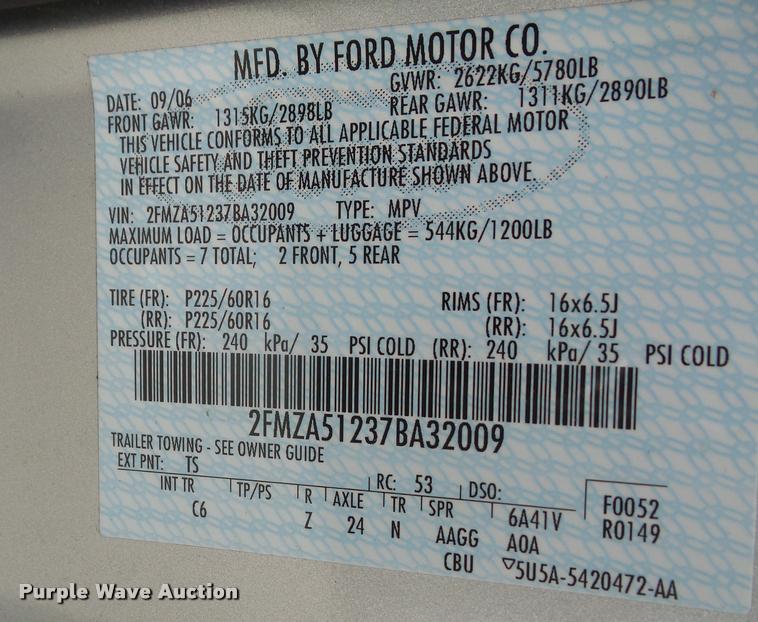 MFD. BY FORD MOTOR CO.
DATE: 09/06 GVWR: 2622KG/5780LB
FRONT GAWR: 1315KG/2898LB REAR GAWR: 1311KG/2890LB
THIS VEHICLE CONFORMS TO ALL APPLICABLE FEDERAL MOTOR
VEHICLE SAFETY AND THEFT PREVENTION STANDARDS
IN EFFECT ON THE DATE OF MANUFACTURE SHOWN ABOVE.
VIN: 2FMZA51237BA32009 TYPE: MPV
MAXIMUM LOAD = OCCUPANTS + LUGGAGE = 544KG/1200LB
OCCUPANTS = 7 TOTAL; 2 FRONT, 5 REAR
TIRE (FR): P225/60R16 RIMS (FR): 16x6.5J
(RR): P225/60R16 (RR): 16x6.5J
PRESSURE (FR): 240 kPa/ 35 PSI COLD (RR): 240 kPa/ 35 PSI COLD
2FMZA51237BA32009
TRAILER TOWING - SEE OWNER GUIDE
EXT PNT: TS RC: 53 DSO: F0052
INT TR TP/PS R AXLE TR SPR 6A41V R0149
C6 Z 24 N AAGG A0A
CBU ▽5U5A-5420472-AA
Purple Wave Auction